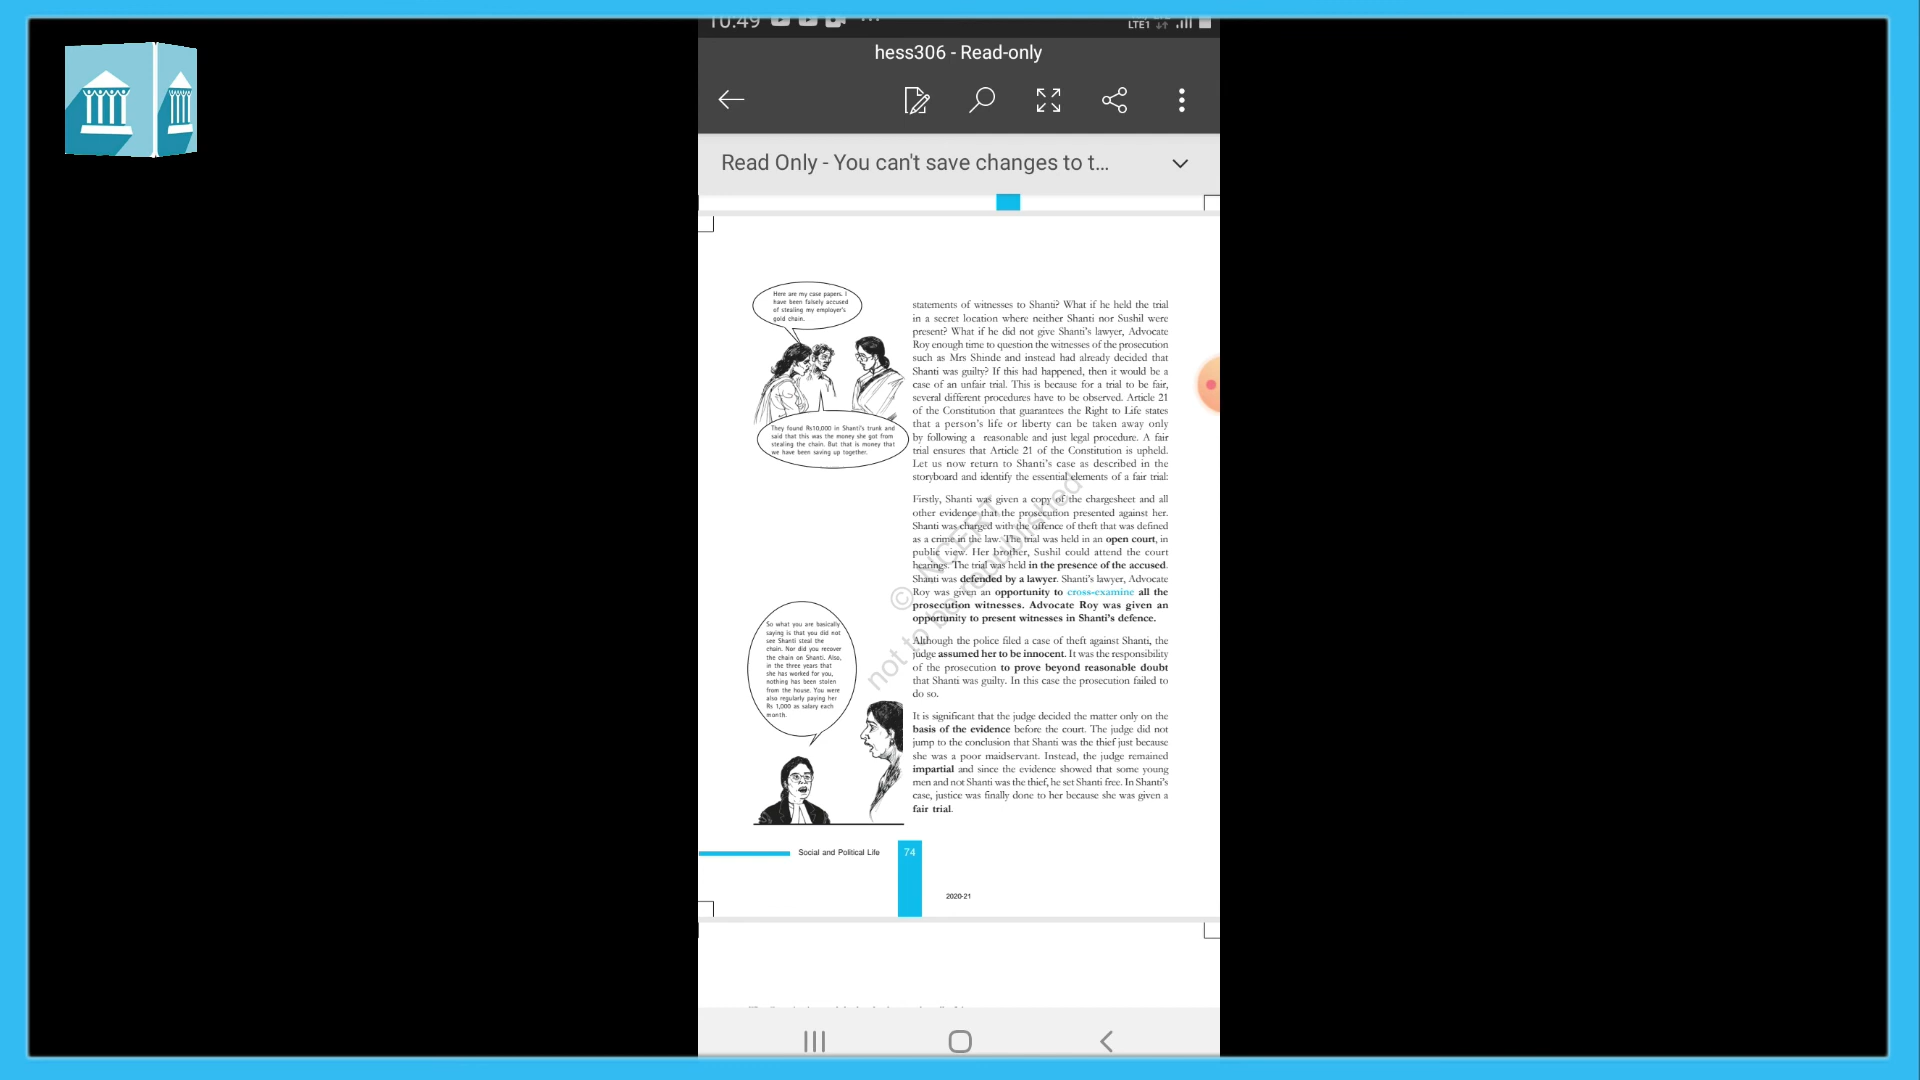 10:49
LTE1
hess306 - Read-only
Read Only - You can't save changes to t...
Here are my case papers. I
have been falsely accused
of stealing my employer's
gold chain.
They found Rs10,000 in Shanti's trunk and
said that this was the money she got from
stealing the chain. But that is money that
we have been saving up together.
So what you are basically
saying is that you did not
see Shanti steal the
chain. Nor did you recover
the chain on Shanti. Also,
in the three years that
she has worked for you,
nothing has been stolen
from the house. You were
also regularly paying her
Rs 1,000 as salary each
month.
statements of witnesses to Shanti? What if he held the trial
in a secret location where neither Shanti nor Sushil were
present? What if he did not give Shanti's lawyer, Advocate
Roy enough time to question the witnesses of the prosecution
such as Mrs Shinde and instead had already decided that
Shanti was guilty? If this had happened, then it would be a
case of an unfair trial. This is because for a trial to be fair,
several different procedures have to be observed. Article 21
of the Constitution that guarantees the Right to Life states
that a person's life or liberty can be taken away only
by following a reasonable and just legal procedure. A fair
trial ensures that Article 21 of the Constitution is upheld.
Let us now return to Shanti's case as described in the
storyboard and identify the essential elements of a fair trial:
Firstly, Shanti was given a copy of the chargesheet and all
other evidence that the prosecution presented against her.
Shanti was charged with the offence of theft that was defined
as a crime in the law. The trial was held in an open court, in
public view. Her brother, Sushil could attend the court
hearings. The trial was held in the presence of the accused.
Shanti was defended by a lawyer. Shanti's lawyer, Advocate
Roy was given an opportunity to cross-examine all the
prosecution witnesses. Advocate Roy was given an
opportunity to present witnesses in Shanti's defence.
Although the police filed a case of theft against Shanti, the
judge assumed her to be innocent. It was the responsibility
of the prosecution to prove beyond reasonable doubt
that Shanti was guilty. In this case the prosecution failed to
do so.
It is significant that the judge decided the matter only on the
basis of the evidence before the court. The judge did not
jump to the conclusion that Shanti was the thief just because
she was a poor maidservant. Instead, the judge remained
impartial and since the evidence showed that some young
men and not Shanti was the thief, he set Shanti free. In Shanti's
case, justice was finally done to her because she was given a
fair trial.
© NCERT
not to be republished
Social and Political Life 74
2020-21